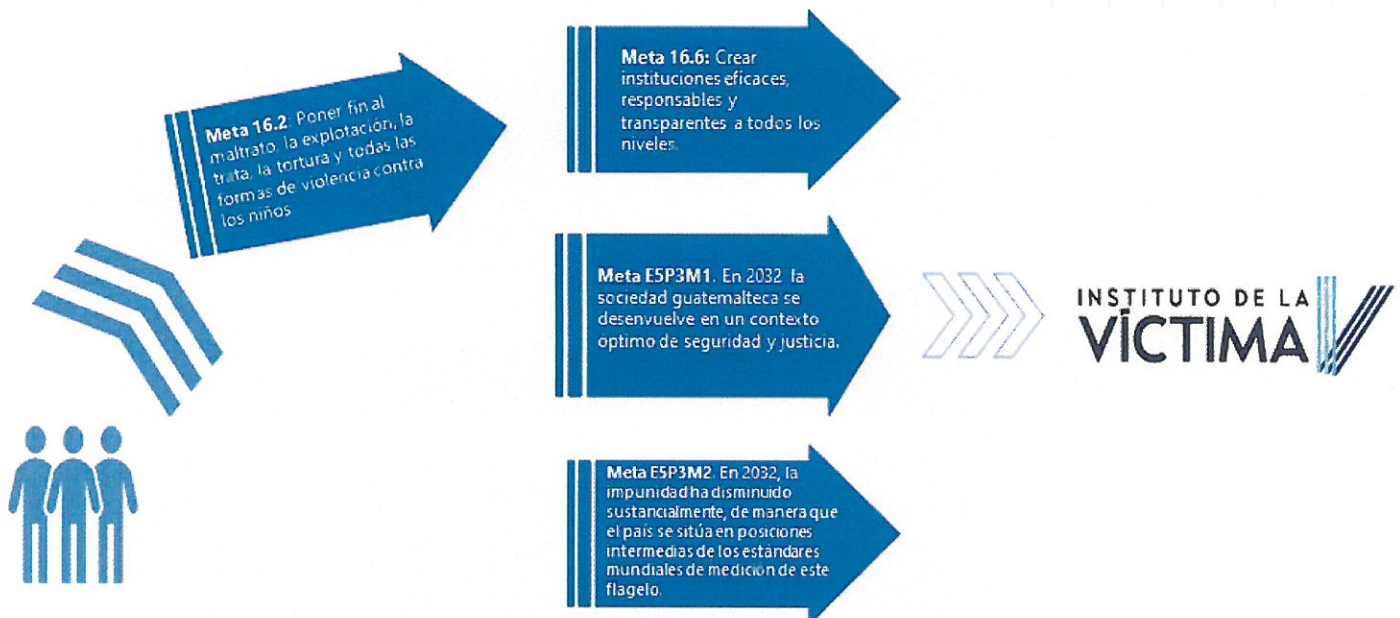 Meta 16.2: Poner fin al
maltrato, la explotación, la
trata, la tortura y todas las
formas de violencia contra
los niños
Meta 16.6: Crear
instituciones eficaces,
responsables y
transparentes a todos los
niveles.
Meta E5P3M1. En 2032 la
sociedad guatemalteca se
desenvuelve en un contexto
óptimo de seguridad y justicia.
Meta E5P3M2. En 2032, la
impunidad ha disminuido
sustancialmente, de manera que
el país se sitúa en posiciones
intermedias de los estándares
mundiales de medición de este
flagelo.
INSTITUTO DE LA
VÍCTIMA